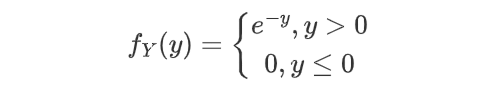 f_Y(y) = { e^{-y}, y > 0
0, y ≤ 0